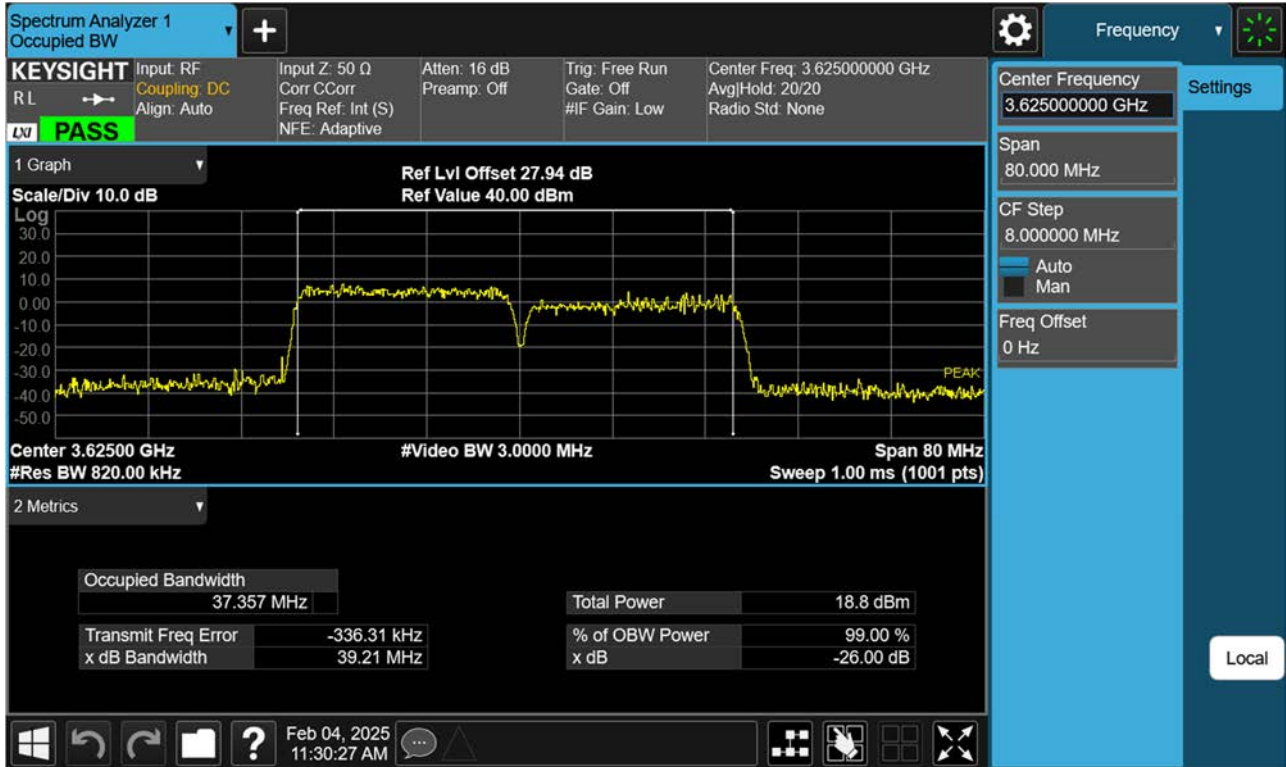 Spectrum Analyzer 1
Occupied BW
+
Frequency
KEYSIGHT
RL
LXI PASS
Input: RF
Coupling: DC
Align: Auto
Input Z: 50 Ω
Corr CCorr
Freq Ref: Int (S)
NFE: Adaptive
Atten: 16 dB
Preamp: Off
Trig: Free Run
Gate: Off
#IF Gain: Low
Center Freq: 3.625000000 GHz
Avg|Hold: 20/20
Radio Std: None
Center Frequency
3.625000000 GHz
Settings
Span
80.000 MHz
CF Step
8.000000 MHz
Auto
Man
Freq Offset
0 Hz
Local
1 Graph
Scale/Div 10.0 dB
Ref Lvl Offset 27.94 dB
Ref Value 40.00 dBm
Log
30.0
20.0
10.0
0.00
-10.0
-20.0
-30.0
-40.0
-50.0
PEAK
Center 3.62500 GHz
#Video BW 3.0000 MHz
Span 80 MHz
#Res BW 820.00 kHz
Sweep 1.00 ms (1001 pts)
2 Metrics
Occupied Bandwidth
37.357 MHz
Total Power 18.8 dBm
Transmit Freq Error -336.31 kHz
% of OBW Power 99.00 %
x dB Bandwidth 39.21 MHz
x dB -26.00 dB
?
Feb 04, 2025
11:30:27 AM